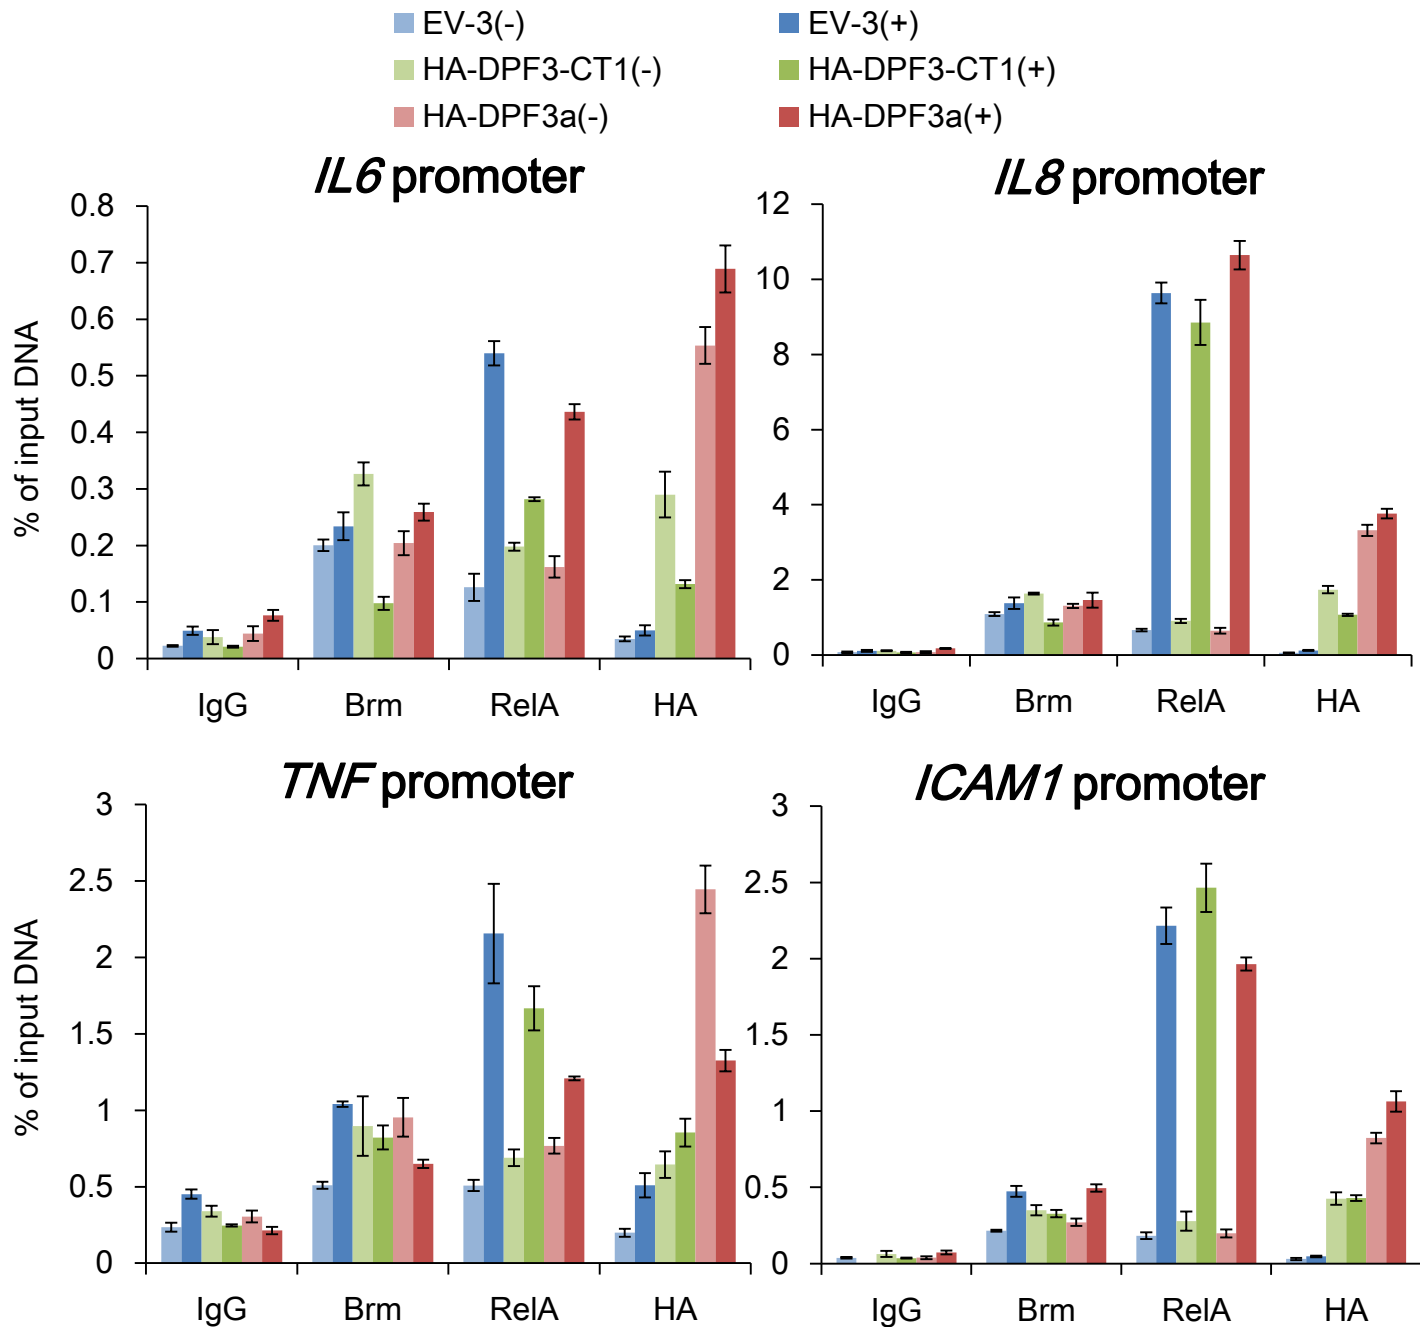 EV-3(-) EV-3(+)
HA-DPF3-CT1(-) HA-DPF3-CT1(+)
HA-DPF3a(-) HA-DPF3a(+)
IL6 promoter
% of input DNA
0.8
0.7
0.6
0.5
0.4
0.3
0.2
0.1
0
IgG Brm RelA HA
IL8 promoter
12
10
8
6
4
2
0
IgG Brm RelA HA
TNF promoter
% of input DNA
3
2.5
2
1.5
1
0.5
0
IgG Brm RelA HA
ICAM1 promoter
3
2.5
2
1.5
1
0.5
0
IgG Brm RelA HA